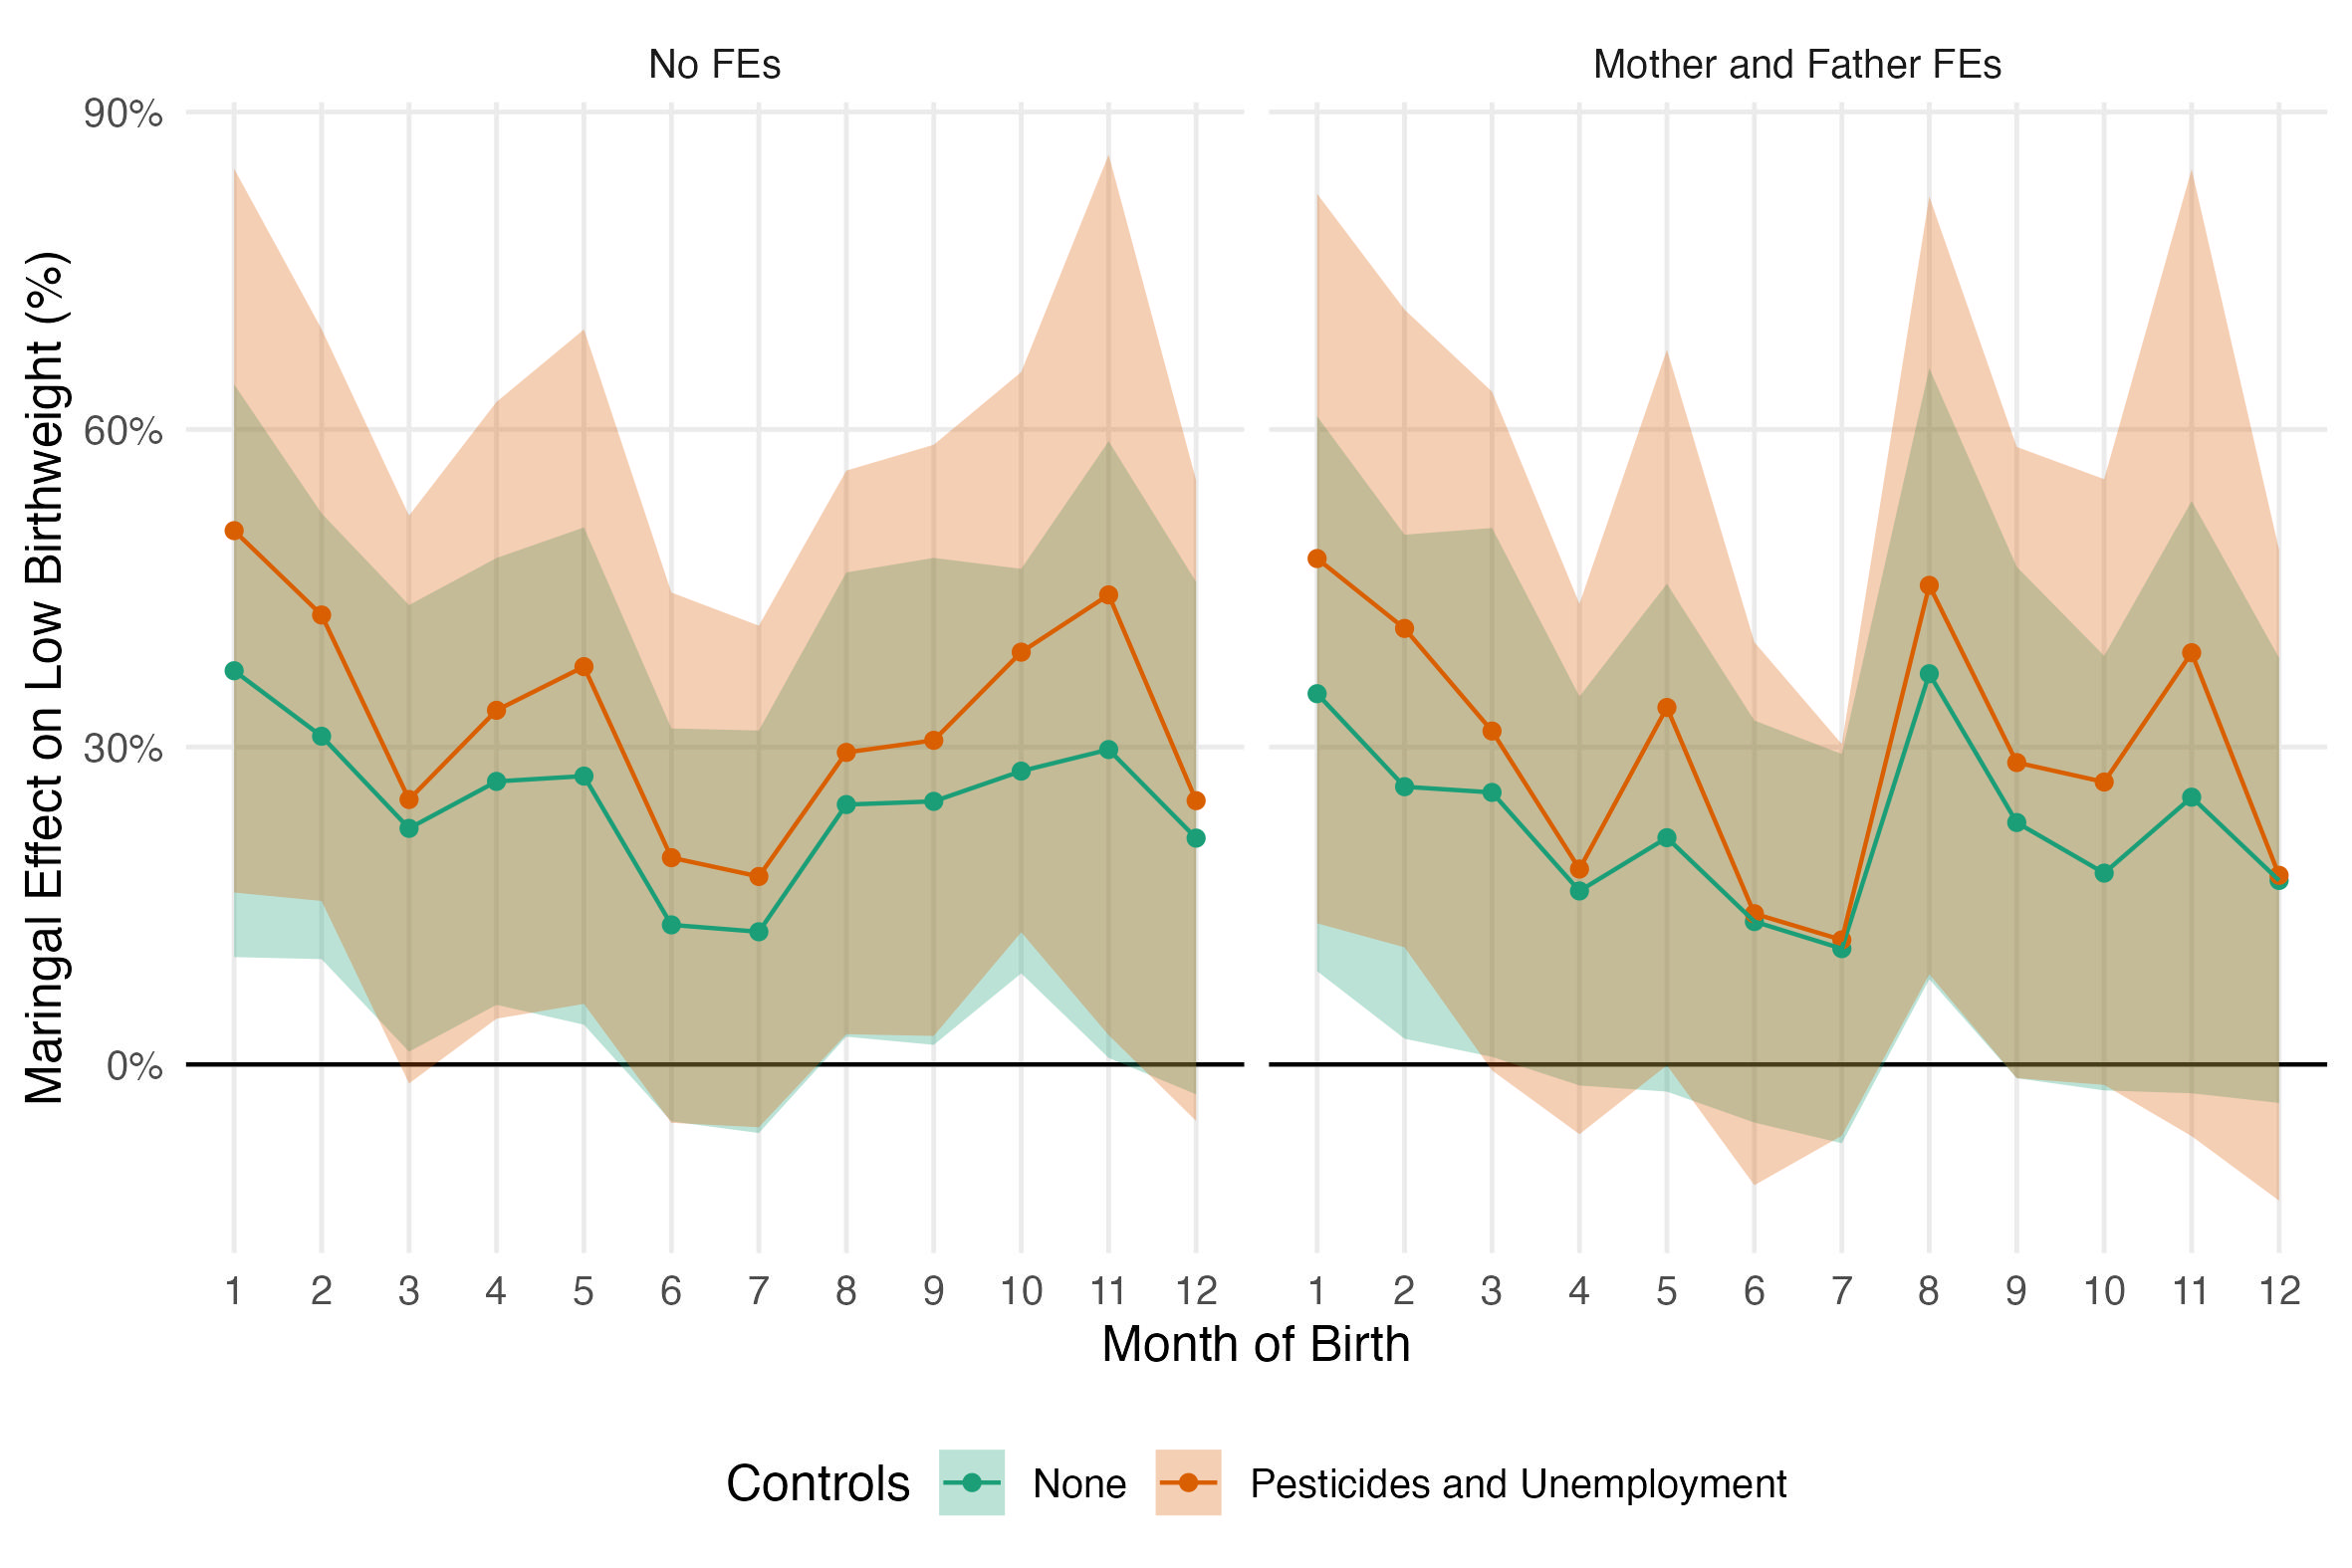 No FEs
Mother and Father FEs
Maringal Effect on Low Birthweight (%)
90%
60%
30%
0%
1 2 3 4 5 6 7 8 9 10 11 12
1 2 3 4 5 6 7 8 9 10 11 12
Month of Birth
Controls None Pesticides and Unemployment